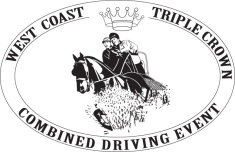 WEST COAST TRIPLE CROWN
COMBINED DRIVING EVENT